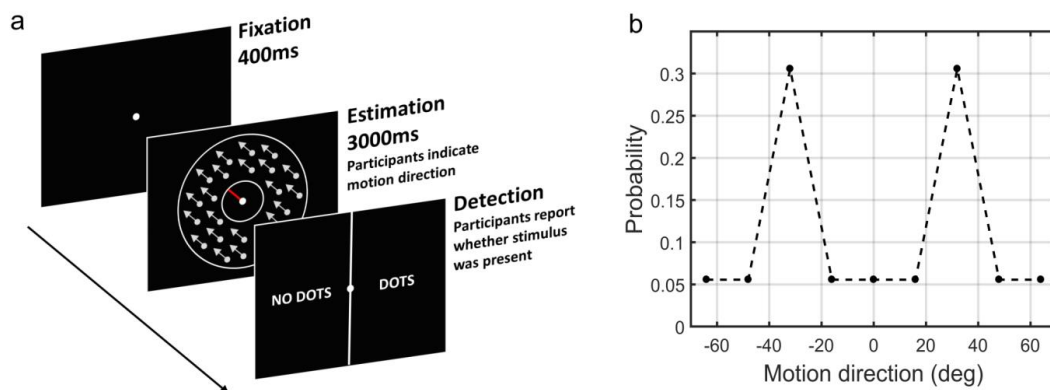 a
Fixation
400ms
Estimation
3000ms
Participants indicate
motion direction
Detection
Participants report
whether stimulus
was present
NO DOTS
DOTS
b
Probability
0.3
0.25
0.2
0.15
0.1
0.05
0
-60 -40 -20 0 20 40 60
Motion direction (deg)